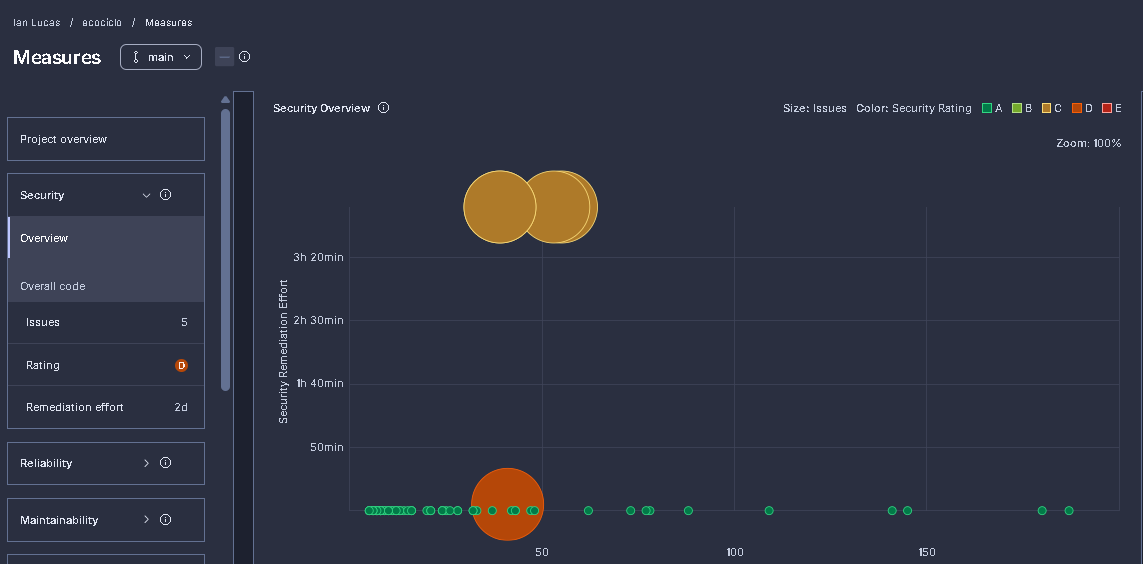 Ian Lucas / ecociclo / Measures
Measures main
Project overview
Security
Overview
Overall code
Issues 5
Rating D
Remediation effort 2d
Reliability
Maintainability
Security Overview
Size: Issues Color: Security Rating A B C D E
Zoom: 100%
Security Remediation Effort
3h 20min
2h 30min
1h 40min
50min
50 100 150